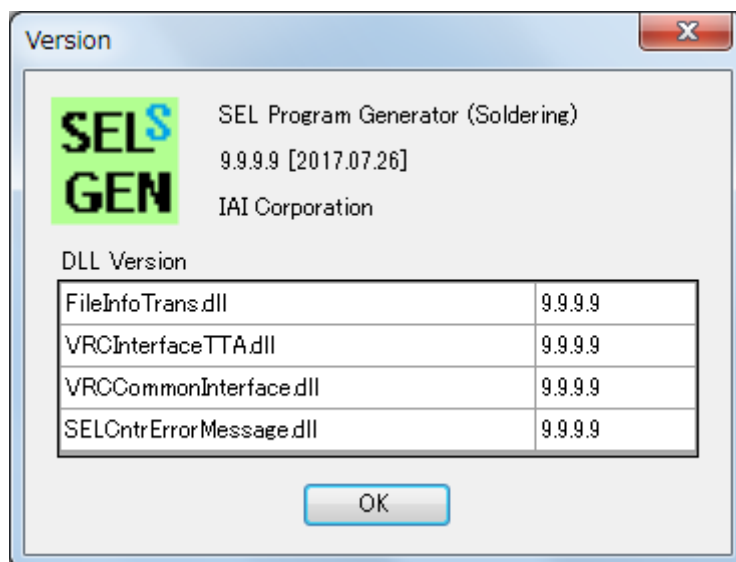 Version
SEL S
GEN
SEL Program Generator (Soldering)
9.9.9.9 [2017.07.26]
IAI Corporation
DLL Version
FileInfoTrans.dll 9.9.9.9
VRCInterfaceTTA.dll 9.9.9.9
VRCCommonInterface.dll 9.9.9.9
SELCntrErrorMessage.dll 9.9.9.9
OK